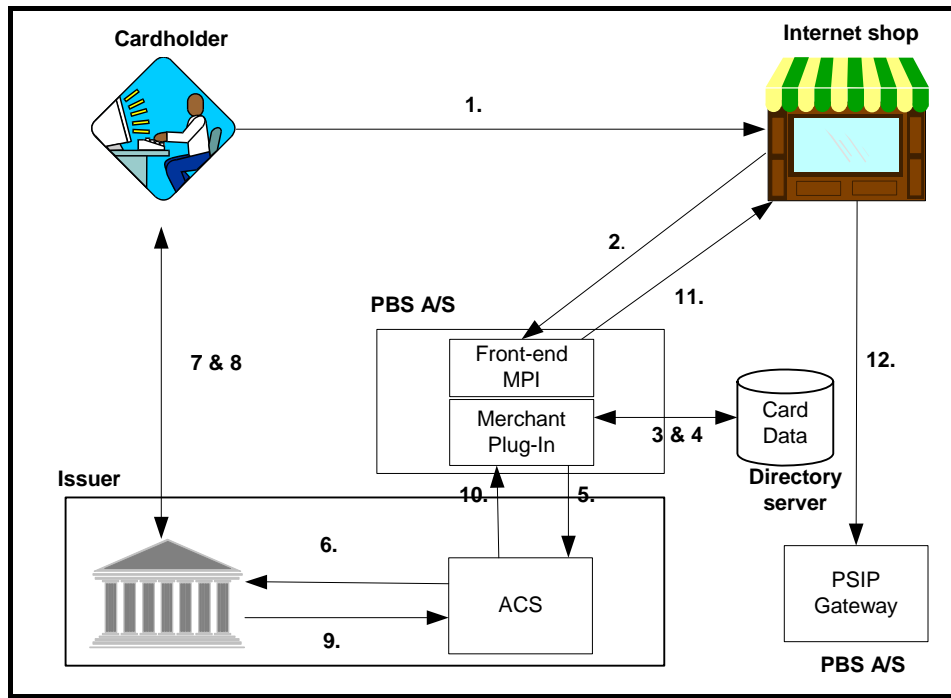 Cardholder
Internet shop
1.
2.
11.
PBS A/S
Front-end
MPI
Merchant
Plug-In
3 & 4
Card
Data
Directory
server
12.
7 & 8
Issuer
10.
5.
6.
ACS
9.
PSIP
Gateway
PBS A/S